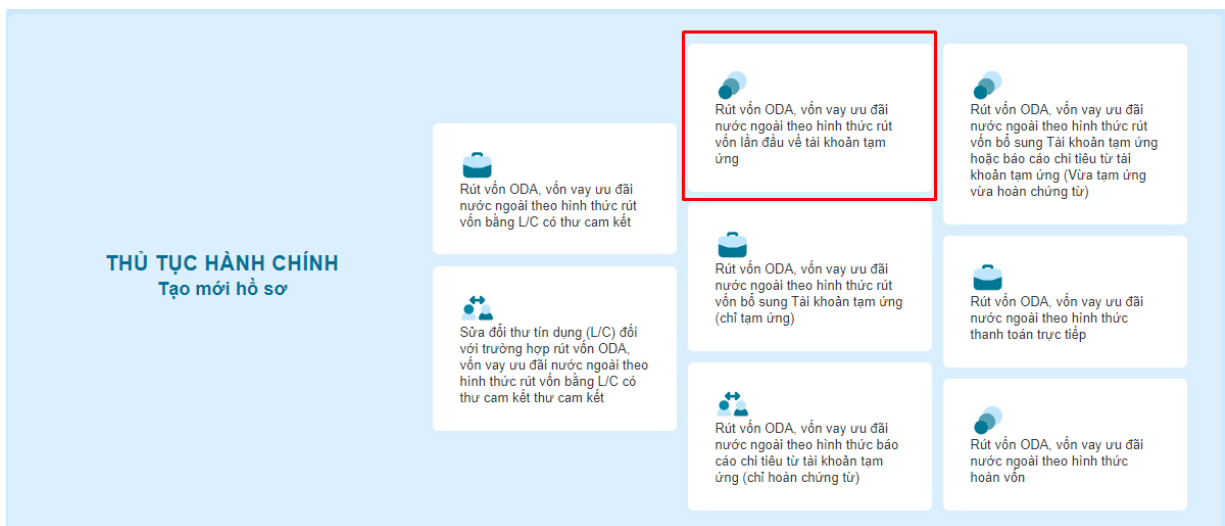 THỦ TỤC HÀNH CHÍNH
Tạo mới hồ sơ
Rút vốn ODA, vốn vay ưu đãi
nước ngoài theo hình thức rút
vốn bằng L/C có thư cam kết
Sửa đổi thư tín dụng (L/C) đối
với trường hợp rút vốn ODA,
vốn vay ưu đãi nước ngoài theo
hình thức rút vốn bằng L/C có
thư cam kết thư cam kết
Rút vốn ODA, vốn vay ưu đãi
nước ngoài theo hình thức rút
vốn lần đầu về tài khoản tạm
ứng
Rút vốn ODA, vốn vay ưu đãi
nước ngoài theo hình thức rút
vốn bổ sung Tài khoản tạm ứng
(chỉ tạm ứng)
Rút vốn ODA, vốn vay ưu đãi
nước ngoài theo hình thức báo
cáo chi tiêu từ tài khoản tạm
ứng (chỉ hoàn chứng từ)
Rút vốn ODA, vốn vay ưu đãi
nước ngoài theo hình thức rút
vốn bổ sung Tài khoản tạm ứng
hoặc báo cáo chi tiêu từ tài
khoản tạm ứng (Vừa tạm ứng
vừa hoàn chứng từ)
Rút vốn ODA, vốn vay ưu đãi
nước ngoài theo hình thức
thanh toán trực tiếp
Rút vốn ODA, vốn vay ưu đãi
nước ngoài theo hình thức
hoàn vốn